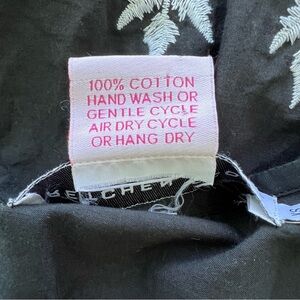 100% COTTON
HAND WASH OR
GENTLE CYCLE
AIR DRY CYCLE
OR HANG DRY